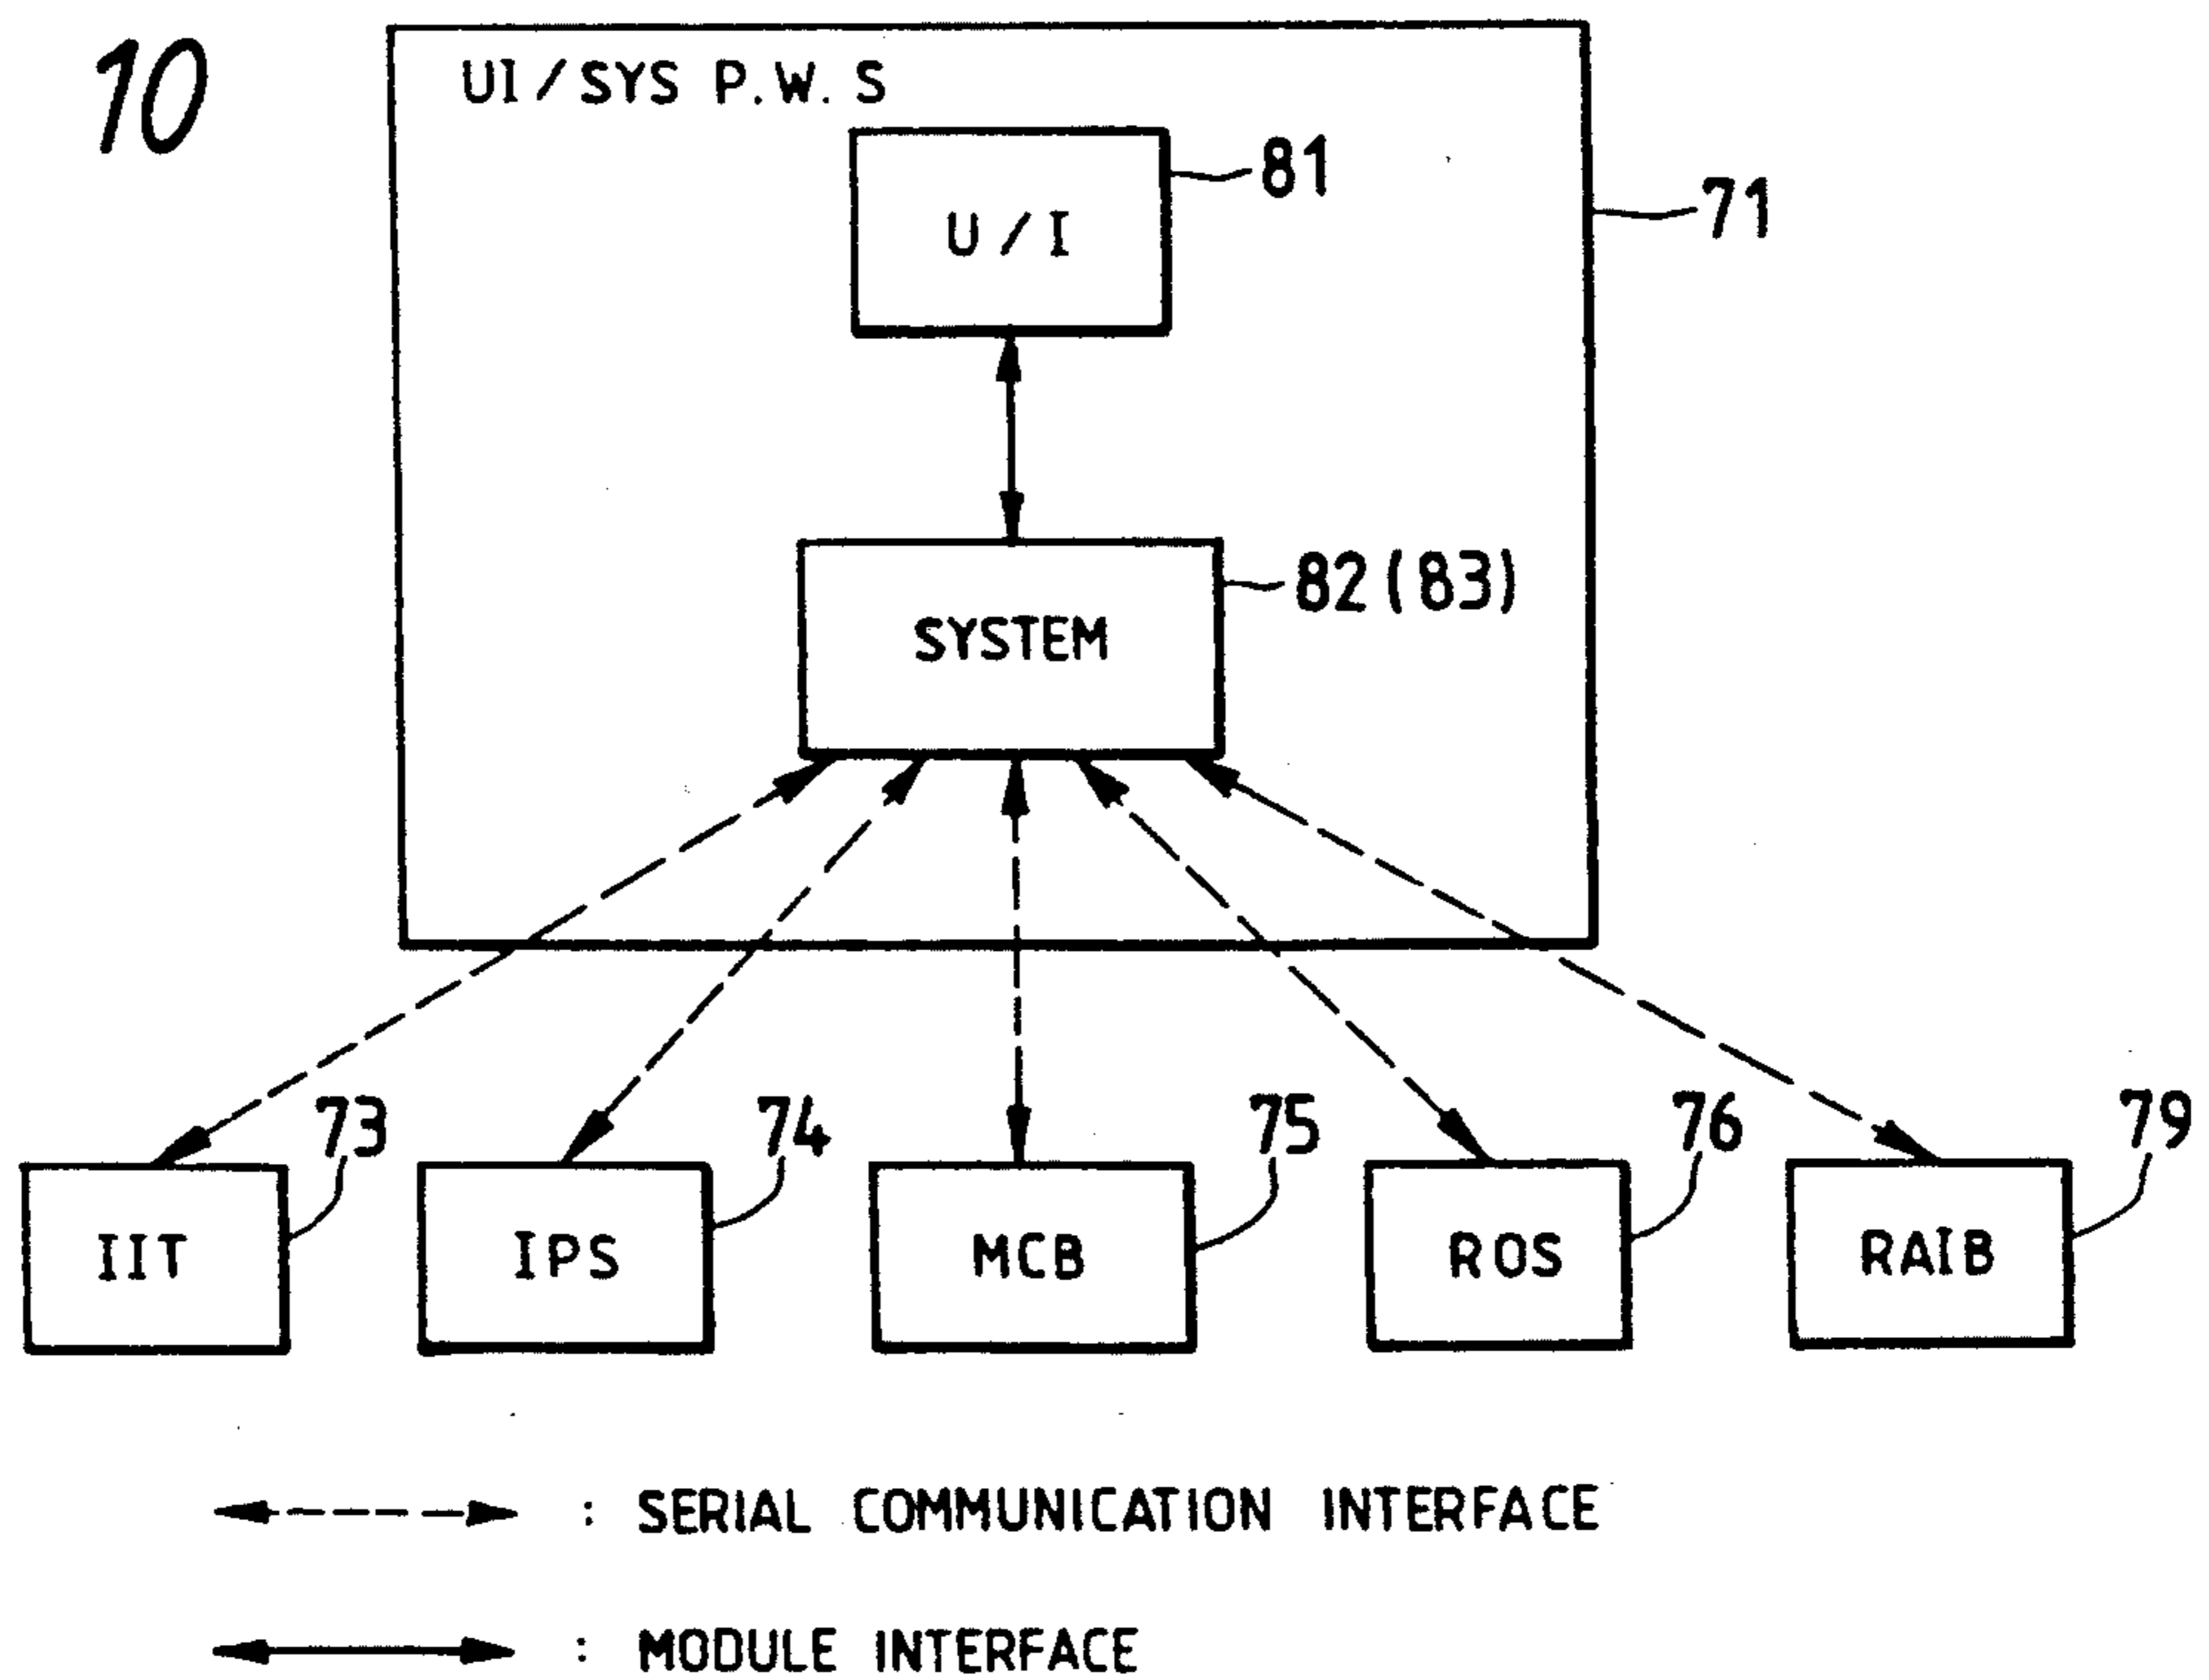 10
UI/SYS P.W.S
81
U/I
71
82(83)
SYSTEM
73
74
75
76
79
IIT
IPS
MCB
ROS
RAIB
: SERIAL COMMUNICATION INTERFACE
: MODULE INTERFACE